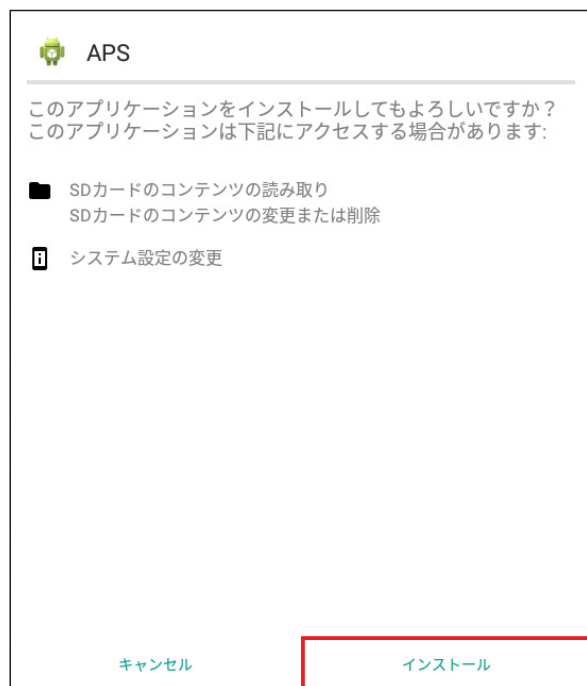 APS
このアプリケーションをインストールしてもよろしいですか？
このアプリケーションは下記にアクセスする場合があります:
SDカードのコンテンツの読み取り
SDカードのコンテンツの変更または削除
システム設定の変更
キャンセル
インストール